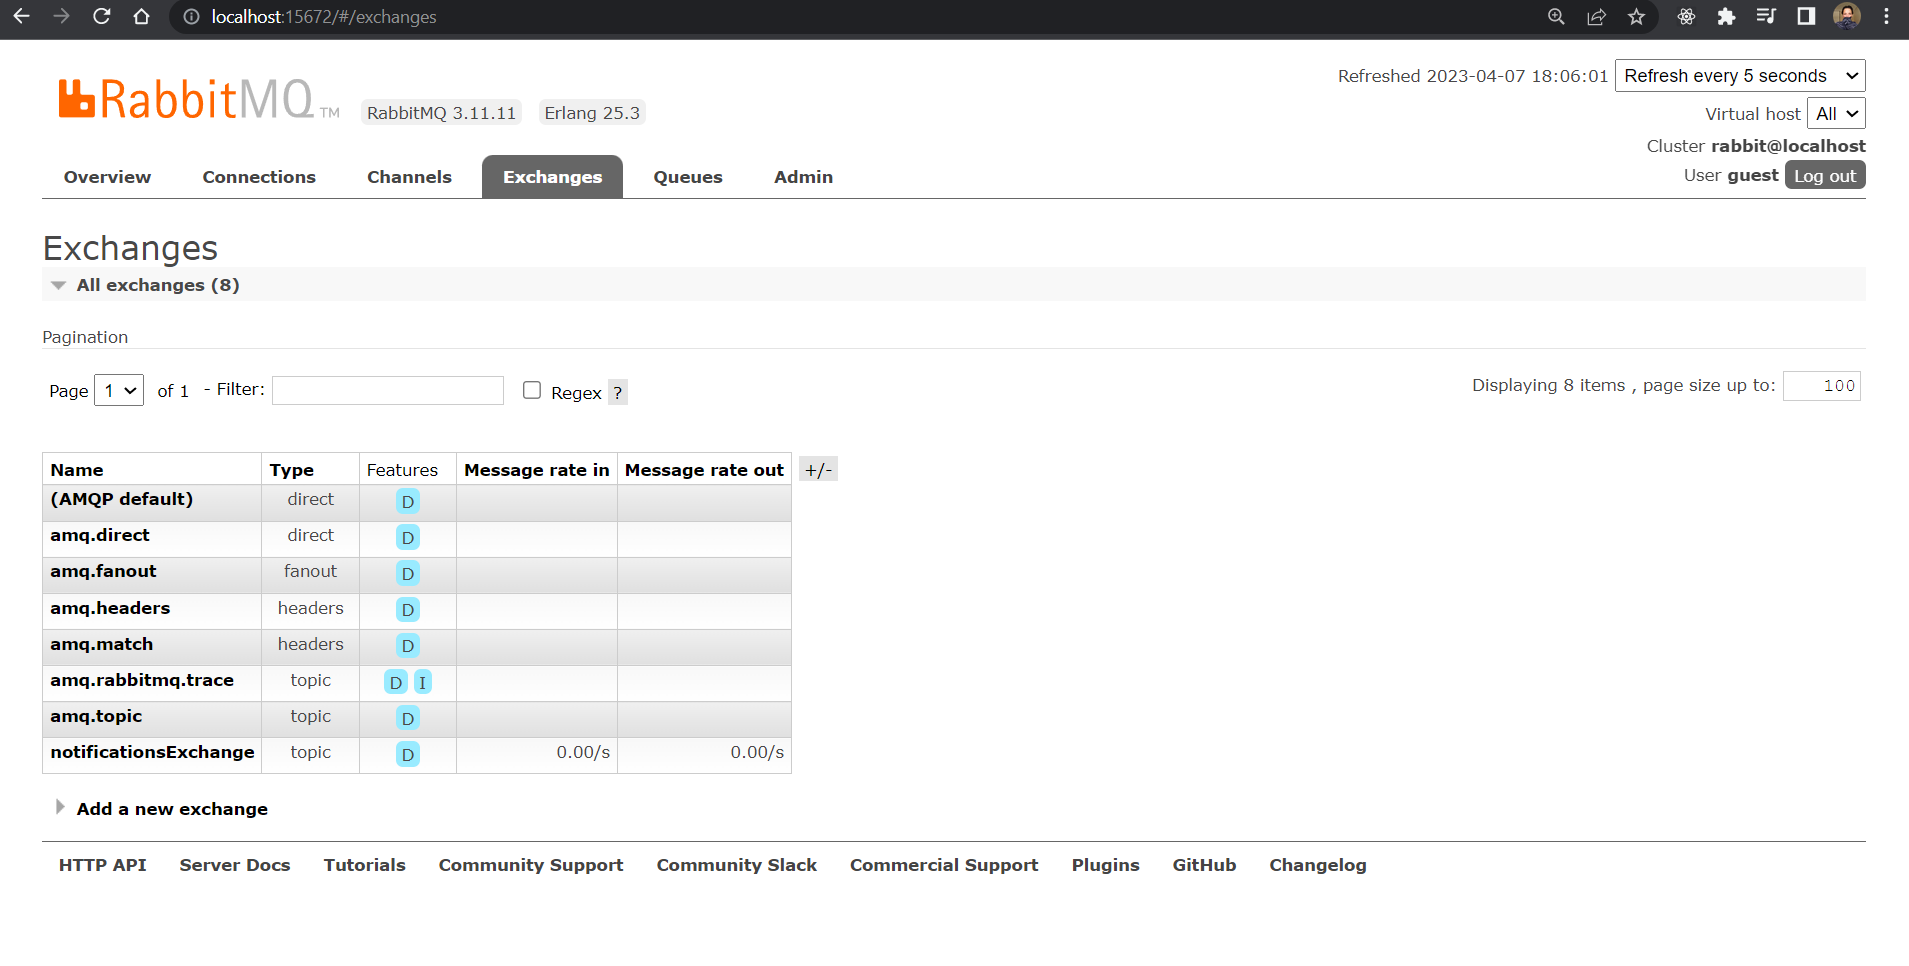 localhost:15672/#/exchanges
Refreshed 2023-04-07 18:06:01 Refresh every 5 seconds
RabbitMQ TM RabbitMQ 3.11.11 Erlang 25.3
Virtual host All
Cluster rabbit@localhost
User guest Log out
Overview Connections Channels Exchanges Queues Admin
Exchanges
All exchanges (8)
Pagination
Page 1 of 1 - Filter: Regex ? Displaying 8 items , page size up to: 100
Name Type Features Message rate in Message rate out +/-
(AMQP default) direct D
amq.direct direct D
amq.fanout fanout D
amq.headers headers D
amq.match headers D
amq.rabbitmq.trace topic D I
amq.topic topic D
notificationsExchange topic D 0.00/s 0.00/s
Add a new exchange
HTTP API Server Docs Tutorials Community Support Community Slack Commercial Support Plugins GitHub Changelog